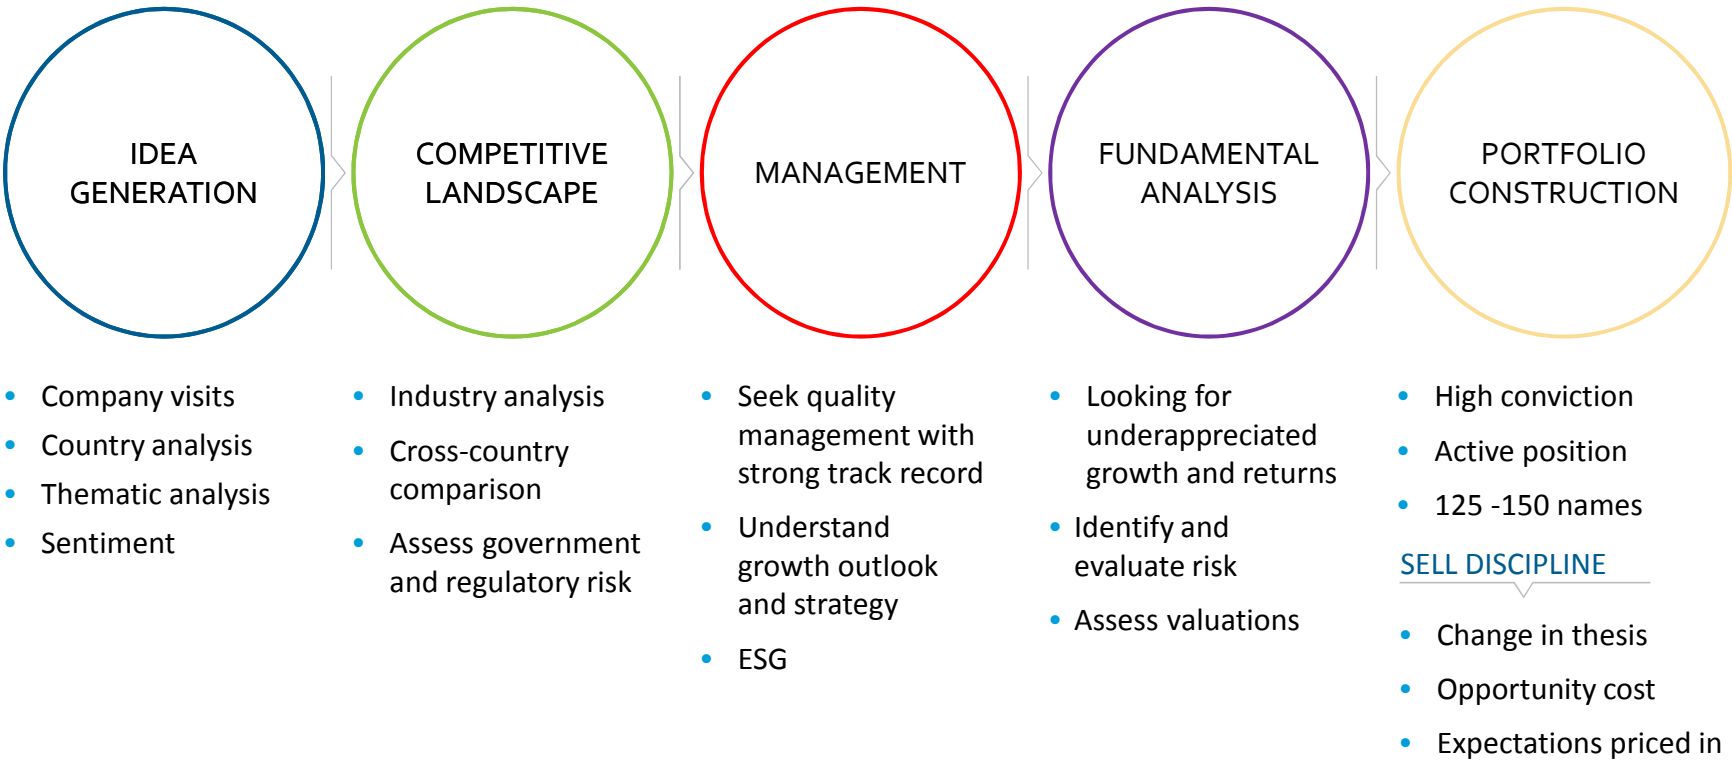 IDEA
GENERATION
COMPETITIVE
LANDSCAPE
MANAGEMENT
FUNDAMENTAL
ANALYSIS
PORTFOLIO
CONSTRUCTION
• Company visits
• Country analysis
• Thematic analysis
• Sentiment
• Industry analysis
• Cross-country
comparison
• Assess government
and regulatory risk
• Seek quality
management with
strong track record
• Understand
growth outlook
and strategy
• ESG
• Looking for
underappreciated
growth and returns
• Identify and
evaluate risk
• Assess valuations
• High conviction
• Active position
• 125 -150 names
SELL DISCIPLINE
• Change in thesis
• Opportunity cost
• Expectations priced in